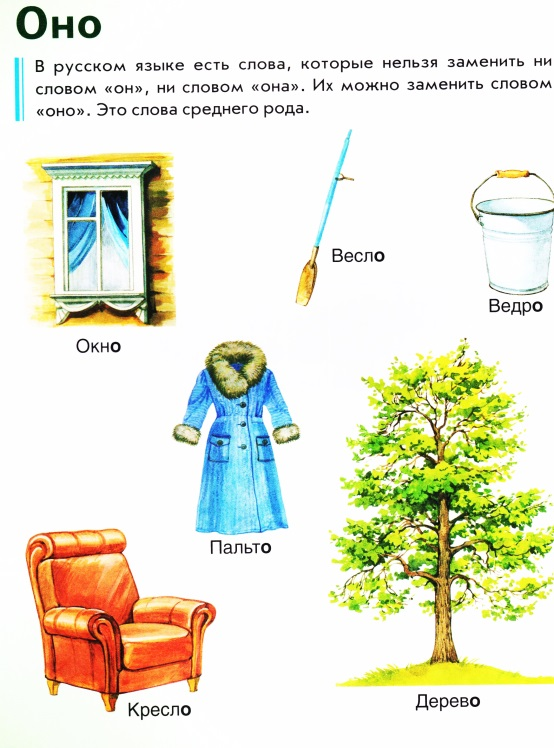 Оно
В русском языке есть слова, которые нельзя заменить ни
словом «он», ни словом «она». Их можно заменить словом
«оно». Это слова среднего рода.
Весло
Ведро
Окно
Пальто
Кресло
Дерево